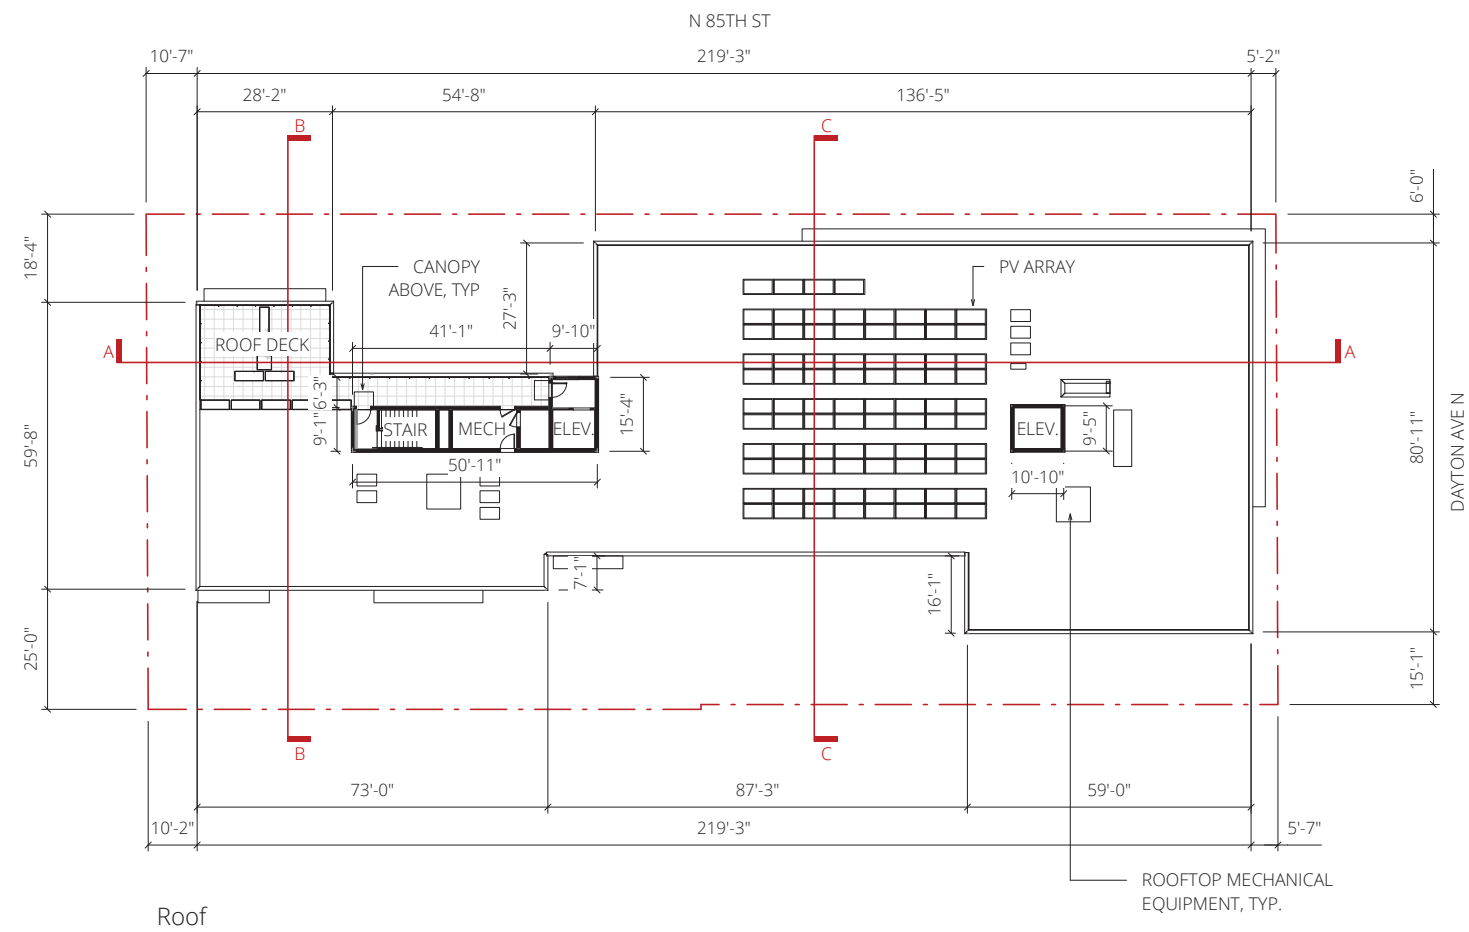 N 85TH ST
10'-7"
219'-3"
5'-2"
28'-2"
54'-8"
136'-5"
B
C
6'-0"
18'-4"
CANOPY
ABOVE, TYP
PV ARRAY
27'-3"
41'-1"
9'-10"
ROOF DECK
A
A
6'-3"
9'-1"
STAIR
MECH
ELEV.
15'-4"
ELEV.
9'-5"
59'-8"
80'-11"
DAYTON AVE N
50'-11"
10'-10"
7'-1"
16'-1"
25'-0"
15'-1"
B
C
73'-0"
87'-3"
59'-0"
10'-2"
219'-3"
5'-7"
ROOFTOP MECHANICAL
EQUIPMENT, TYP.
Roof